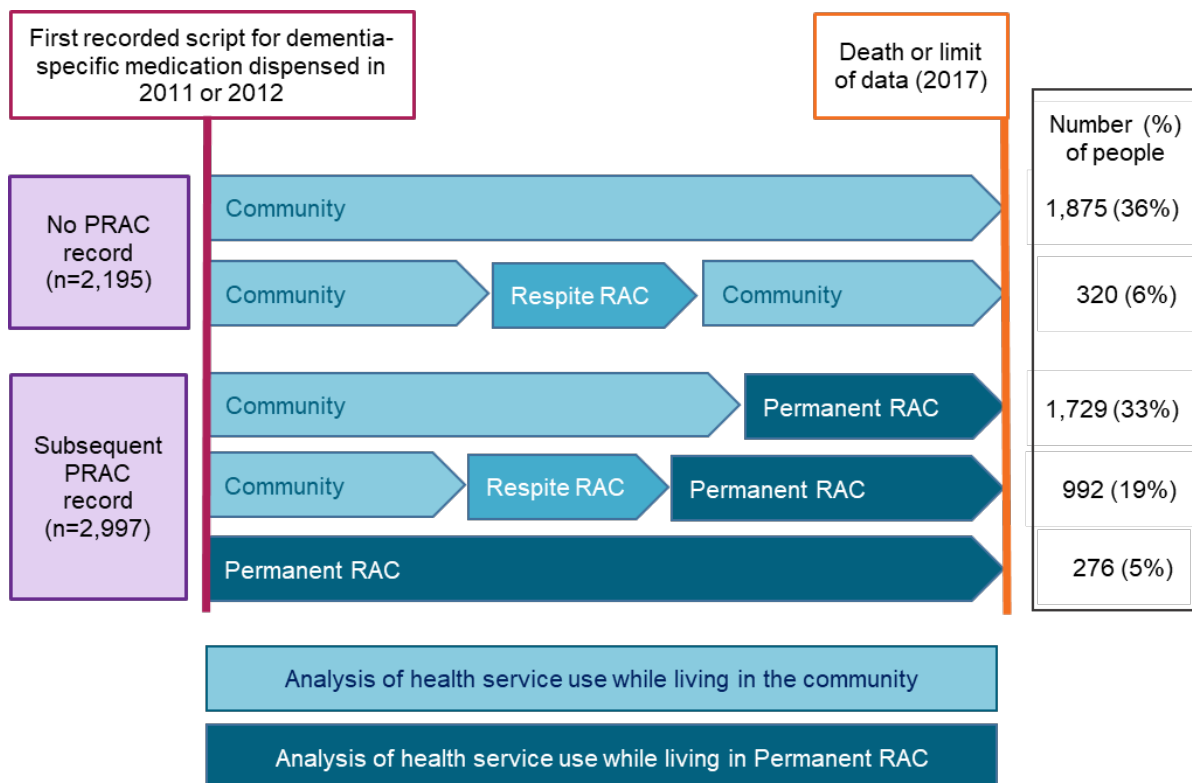 First recorded script for dementia-
specific medication dispensed in
2011 or 2012
Death or limit
of data (2017)
Number (%)
of people
No PRAC
record
(n=2,195)
Community
1,875 (36%)
Community
Respite RAC
Community
320 (6%)
Subsequent
PRAC
record
(n=2,997)
Community
Permanent RAC
1,729 (33%)
Community
Respite RAC
Permanent RAC
992 (19%)
Permanent RAC
276 (5%)
Analysis of health service use while living in the community
Analysis of health service use while living in Permanent RAC